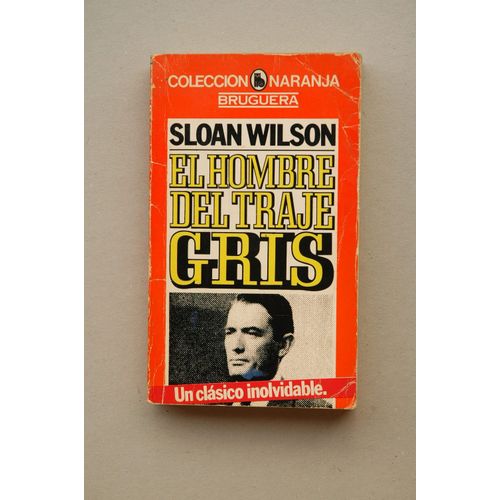 COLECCION NARANJA
BRUGUERA
SLOAN WILSON
EL HOMBRE
DEL TRAJE
GRIS
Un clásico inolvidable.